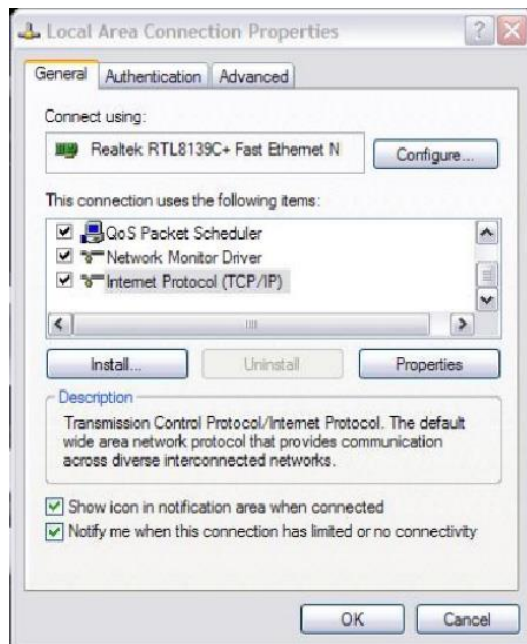 Local Area Connection Properties
General Authentication Advanced
Connect using:
Realtek RTL8139C+ Fast Ethernet N
Configure...
This connection uses the following items:
QoS Packet Scheduler
Network Monitor Driver
Internet Protocol (TCP/IP)
Install... Uninstall Properties
Description
Transmission Control Protocol/Internet Protocol. The default
wide area network protocol that provides communication
across diverse interconnected networks.
Show icon in notification area when connected
Notify me when this connection has limited or no connectivity
OK Cancel